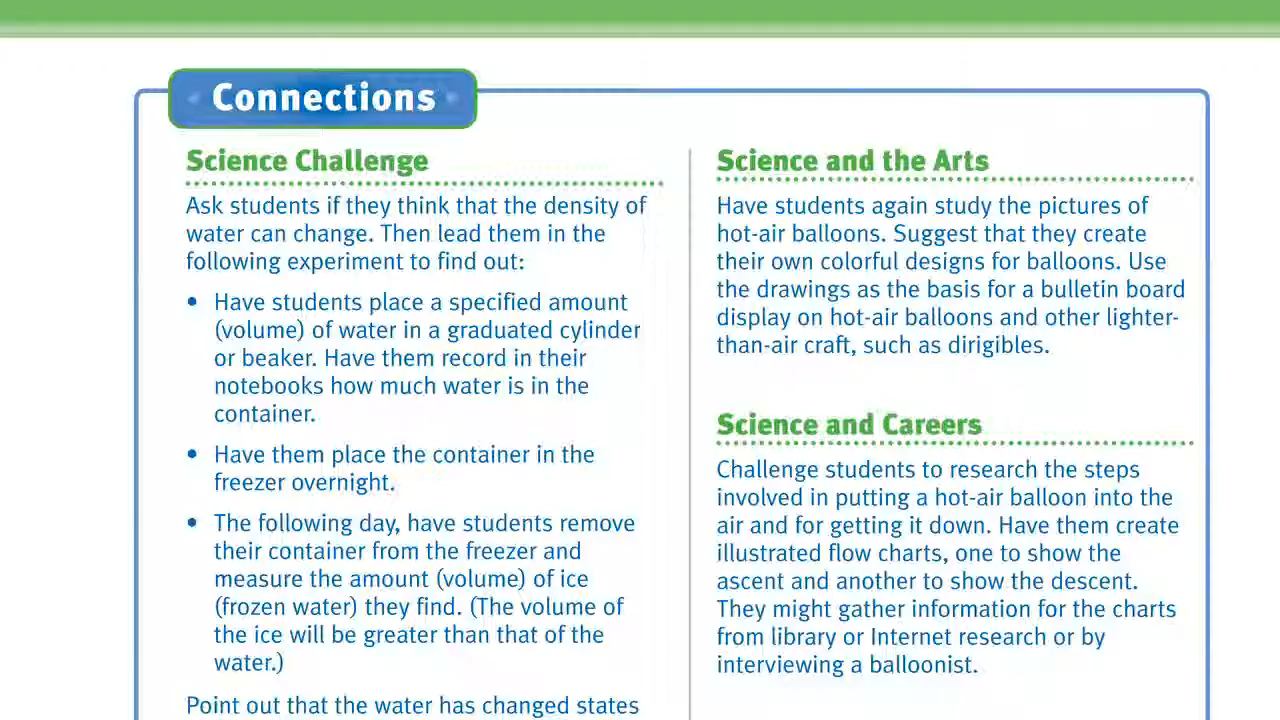 Connections
Science Challenge
Ask students if they think that the density of
water can change. Then lead them in the
following experiment to find out:
• Have students place a specified amount
(volume) of water in a graduated cylinder
or beaker. Have them record in their
notebooks how much water is in the
container.
• Have them place the container in the
freezer overnight.
• The following day, have students remove
their container from the freezer and
measure the amount (volume) of ice
(frozen water) they find. (The volume of
the ice will be greater than that of the
water.)
Point out that the water has changed states
Science and the Arts
Have students again study the pictures of
hot-air balloons. Suggest that they create
their own colorful designs for balloons. Use
the drawings as the basis for a bulletin board
display on hot-air balloons and other lighter-
than-air craft, such as dirigibles.
Science and Careers
Challenge students to research the steps
involved in putting a hot-air balloon into the
air and for getting it down. Have them create
illustrated flow charts, one to show the
ascent and another to show the descent.
They might gather information for the charts
from library or Internet research or by
interviewing a balloonist.